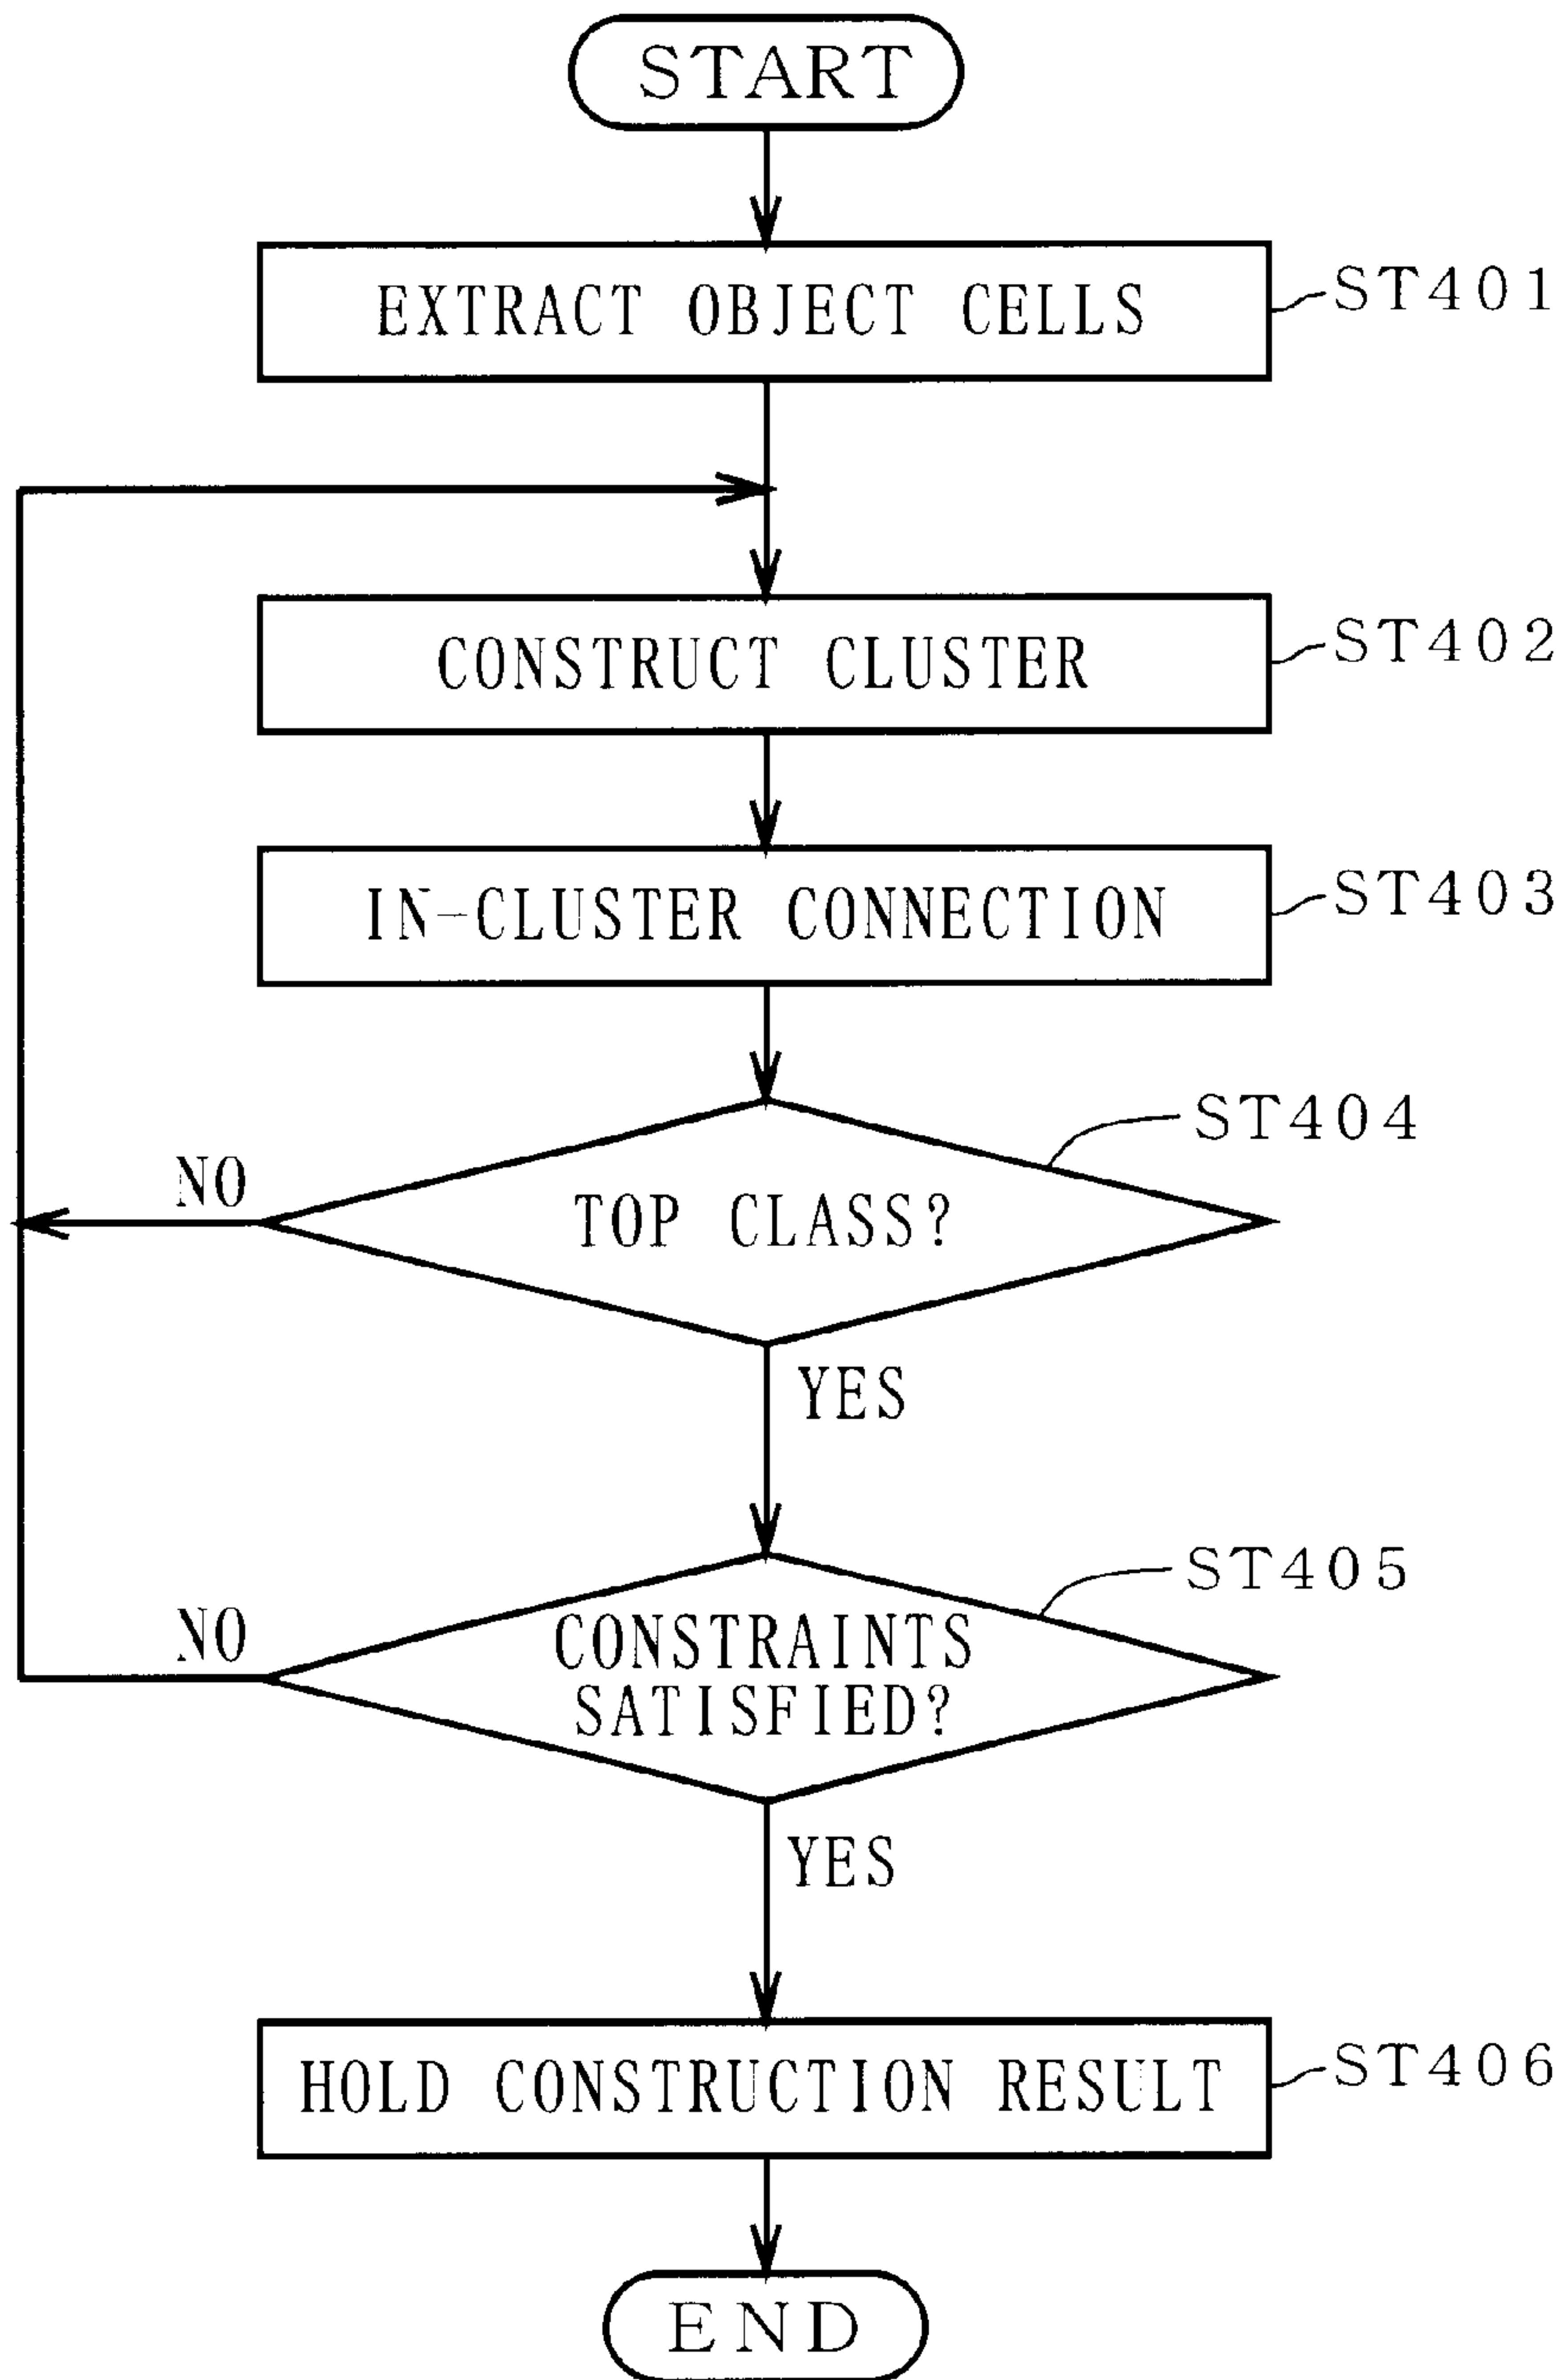 START
EXTRACT OBJECT CELLS
ST401
CONSTRUCT CLUSTER
ST402
IN-CLUSTER CONNECTION
ST403
ST404
TOP CLASS?
NO
YES
ST405
CONSTRAINTS
SATISFIED?
NO
YES
HOLD CONSTRUCTION RESULT
ST406
END